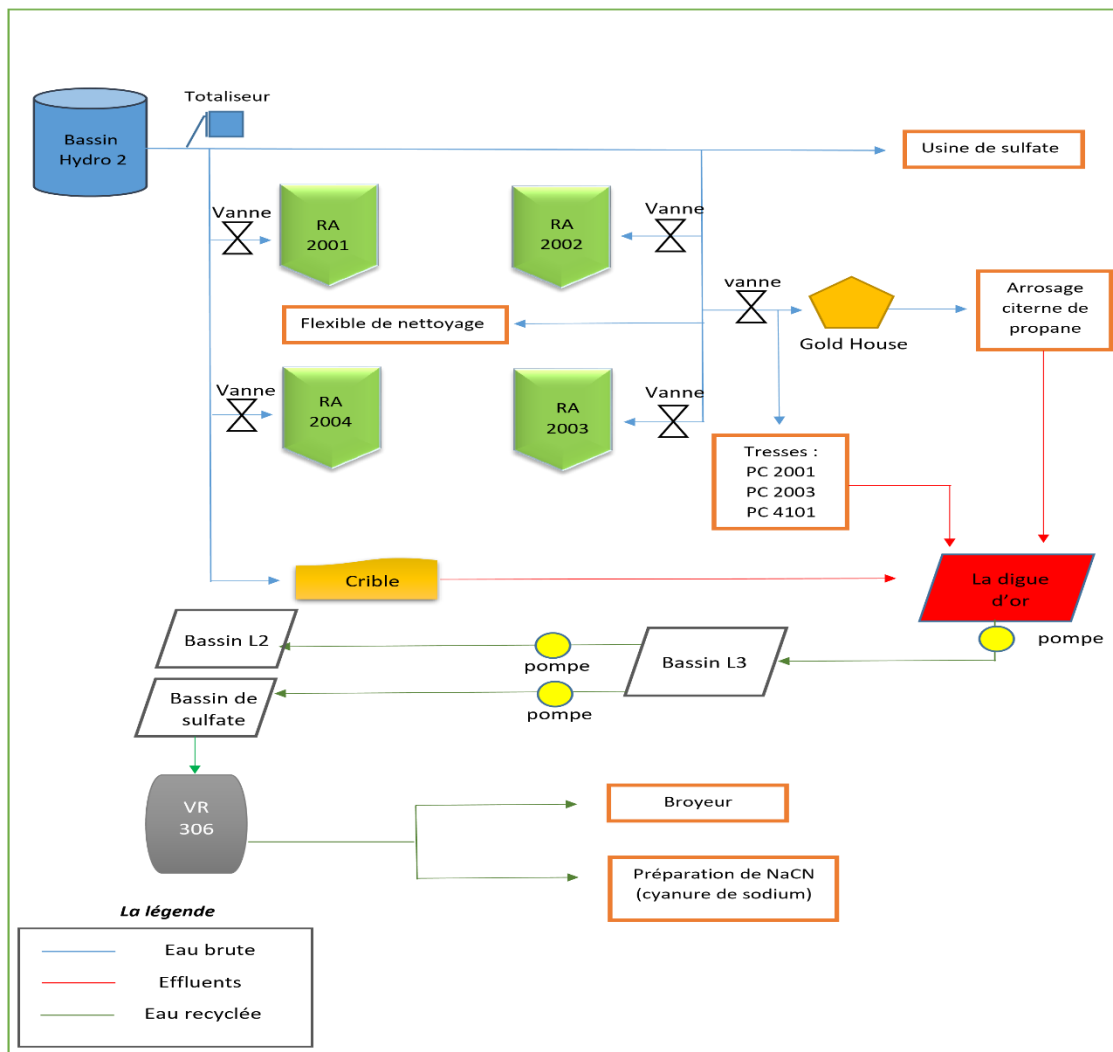 Totaliseur
Bassin
Hydro 2
Usine de sulfate
Vanne
RA
2001
RA
2002
Vanne
vanne
Flexible de nettoyage
Gold House
Arrosage
citerne de
propane
Vanne
RA
2004
RA
2003
Vanne
Tresses :
PC 2001
PC 2003
PC 4101
Crible
La digue
d’or
pompe
Bassin L2
pompe
Bassin L3
Bassin de
sulfate
pompe
VR
306
Broyeur
Préparation de NaCN
(cyanure de sodium)
La légende
Eau brute
Effluents
Eau recyclée